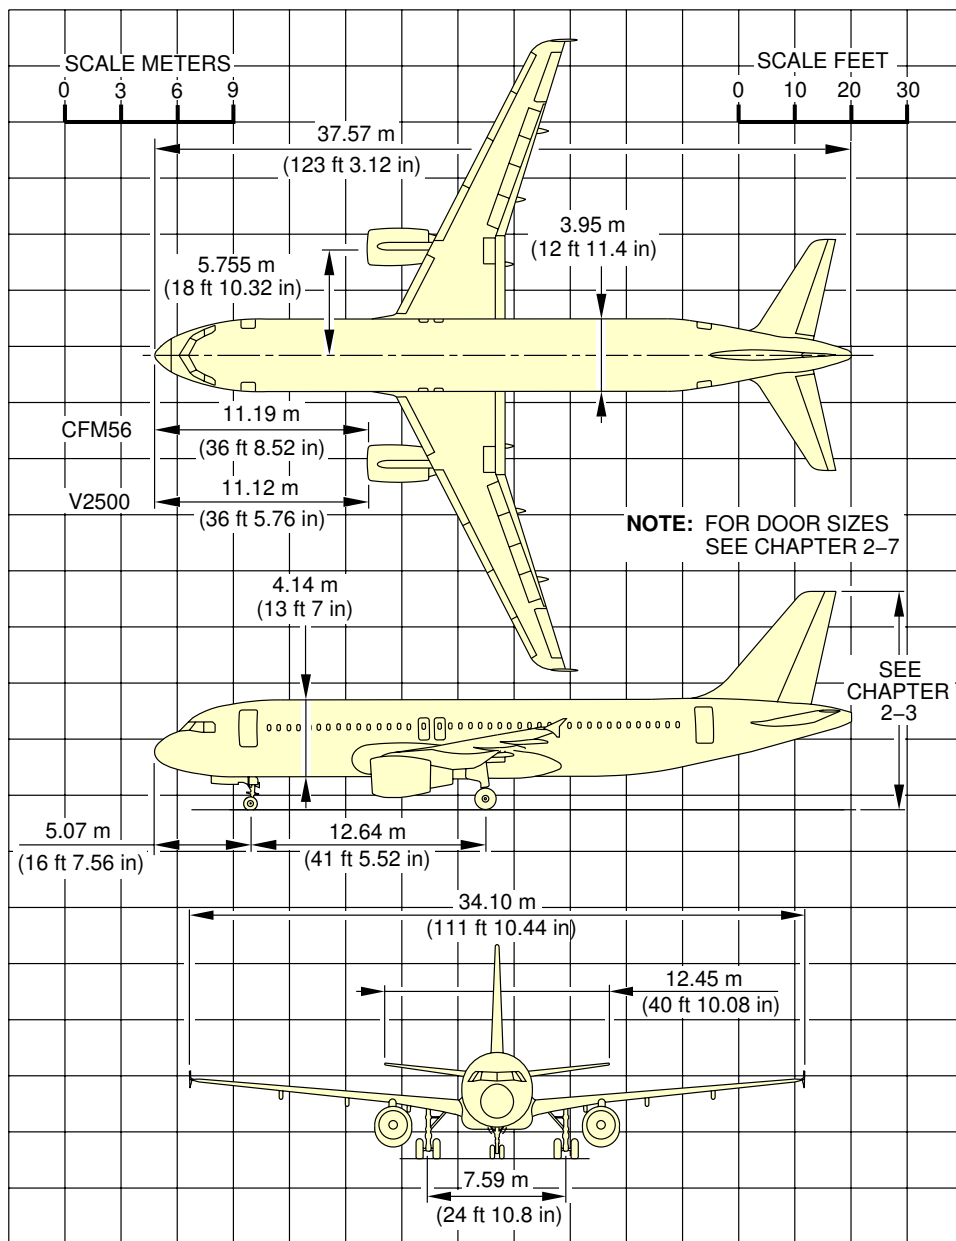 SCALE METERS
0 3 6 9
SCALE FEET
0 10 20 30
37.57 m
(123 ft 3.12 in)
3.95 m
(12 ft 11.4 in)
5.755 m
(18 ft 10.32 in)
CFM56
11.19 m
(36 ft 8.52 in)
V2500
11.12 m
(36 ft 5.76 in)
NOTE: FOR DOOR SIZES
SEE CHAPTER 2–7
4.14 m
(13 ft 7 in)
SEE
CHAPTER
2–3
5.07 m
(16 ft 7.56 in)
12.64 m
(41 ft 5.52 in)
34.10 m
(111 ft 10.44 in)
12.45 m
(40 ft 10.08 in)
7.59 m
(24 ft 10.8 in)